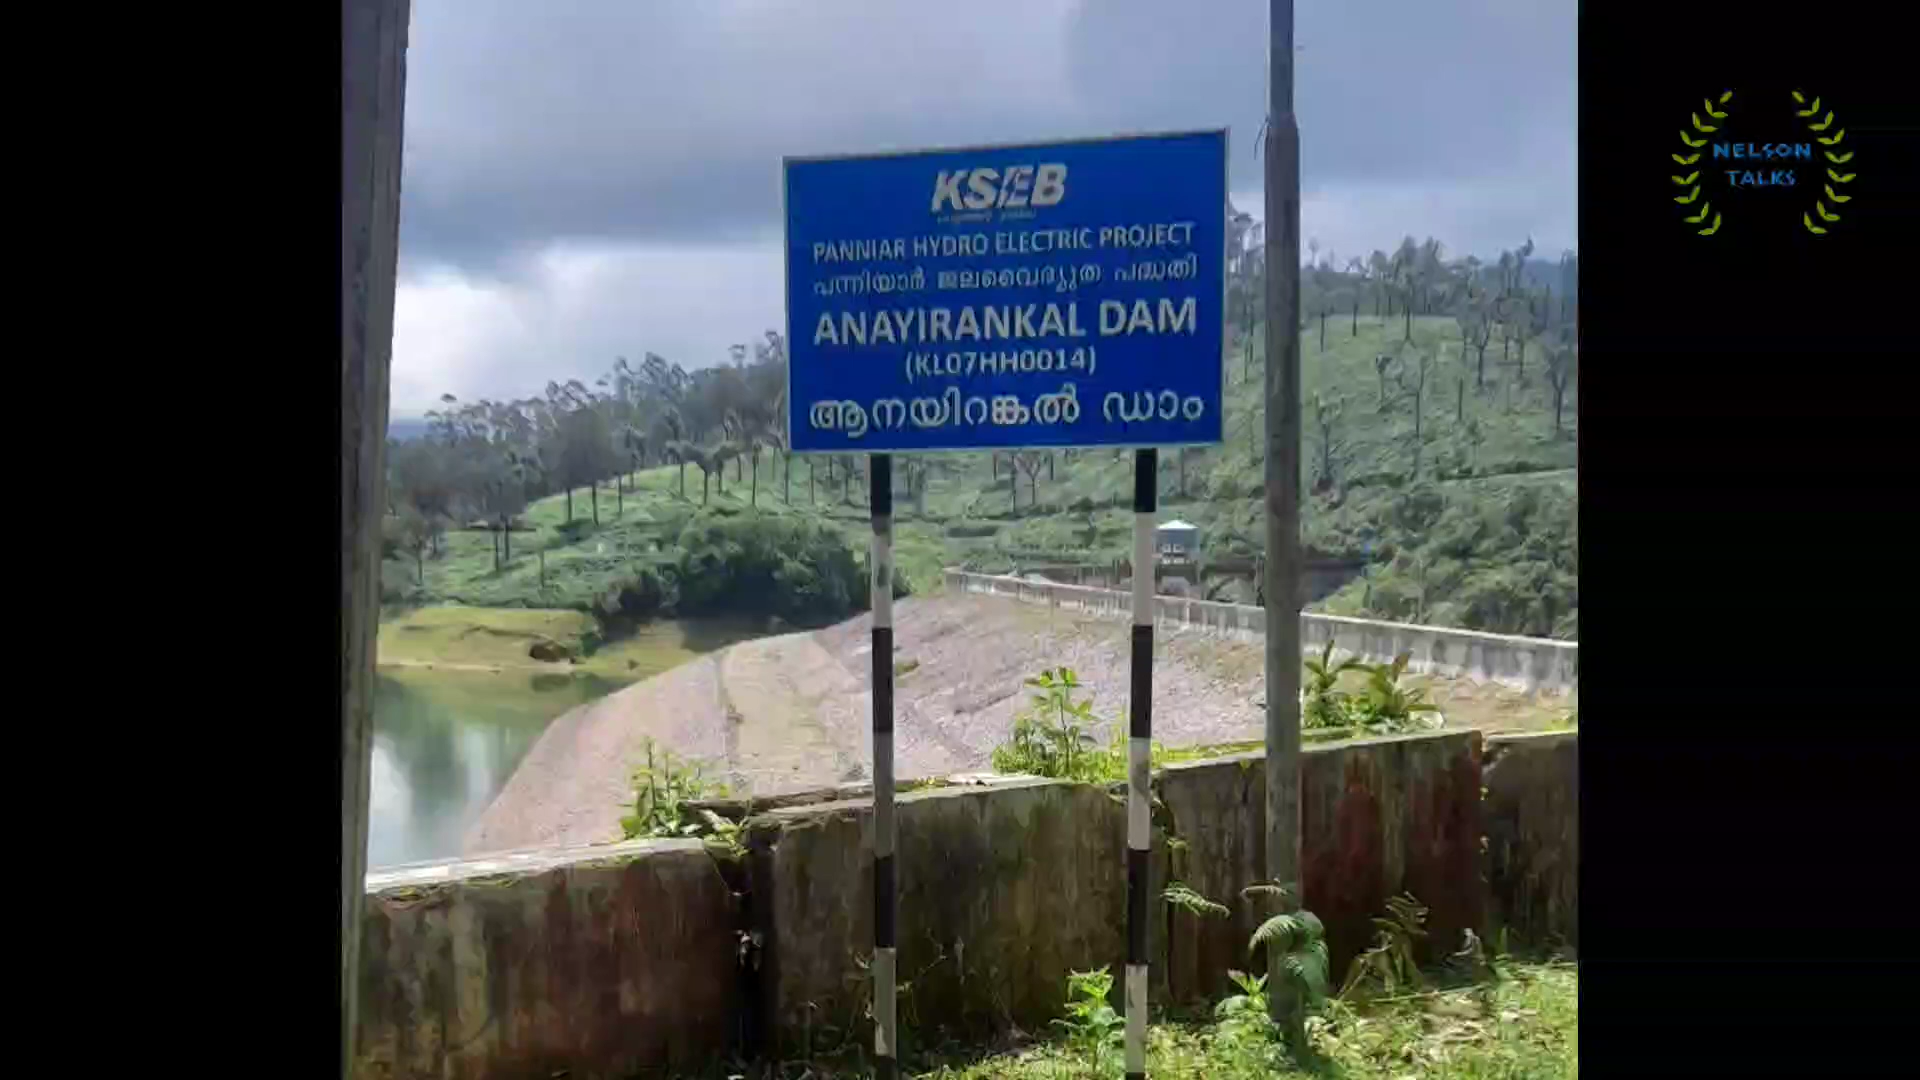 KSEB
PANNIAR HYDRO ELECTRIC PROJECT
പന്നിയാർ ജലവൈദ്യുത പദ്ധതി
ANAYIRANKAL DAM
(KL07HH0014)
ആനയിറങ്കൽ ഡാം
NELSON
TALKS